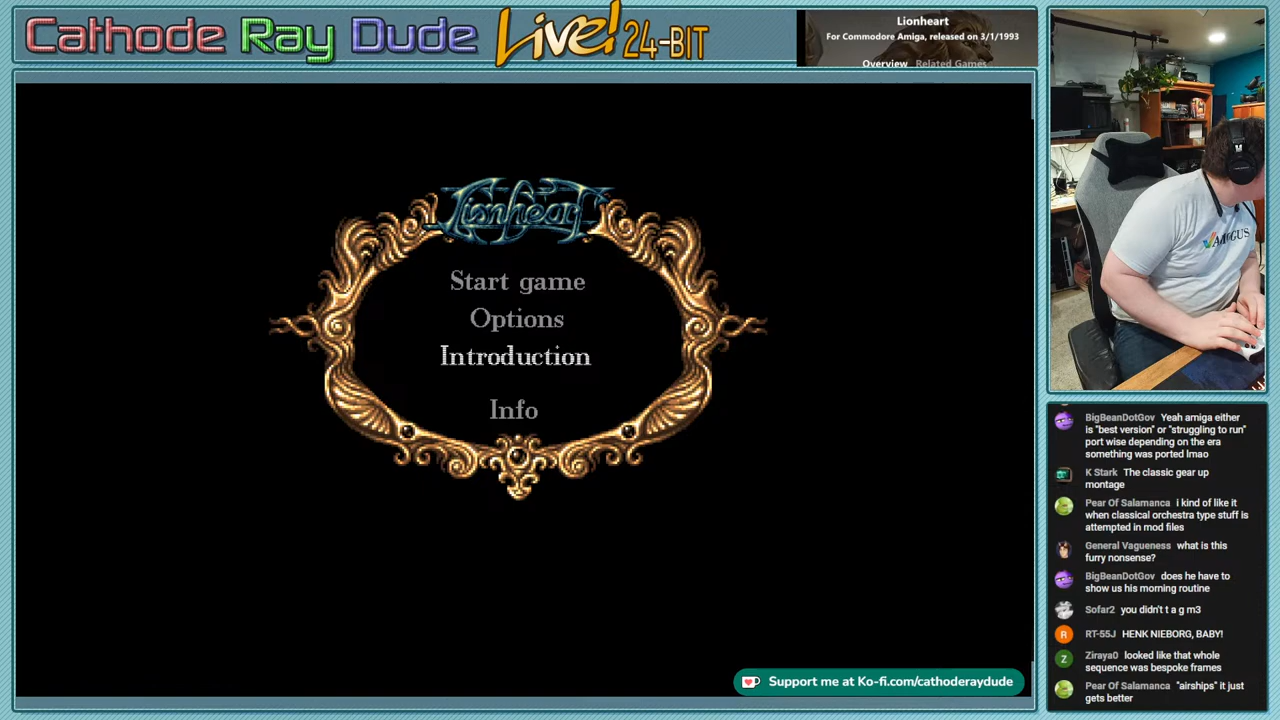 Cathode Ray Dude Live! 24-BIT
Lionheart
For Commodore Amiga, released on 3/1/1993
Overview Related Games
Lionheart
Start game
Options
Introduction
Info
AMOGUS
BigBeanDotGov Yeah amiga either
is "best version" or "struggling to run"
port wise depending on the era
something was ported lmao
K Stark The classic gear up
montage
Pear Of Salamanca i kind of like it
when classical orchestra type stuff is
attempted in mod files
General Vagueness what is this
furry nonsense?
BigBeanDotGov does he have to
show us his morning routine
Sofar2 you didn't t a g m3
R RT-55J HENK NIEBORG, BABY!
Z Ziraya0 looked like that whole
sequence was bespoke frames
Pear Of Salamanca "airships" it just
gets better
Support me at Ko-fi.com/cathoderaydude